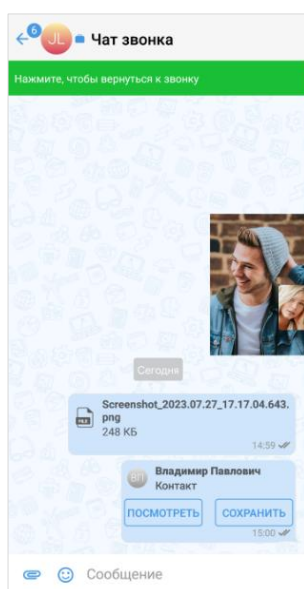 6
JL
Чат звонка
Нажмите, чтобы вернуться к звонку
Сегодня
FILE
Screenshot_2023.07.27_17.17.04.643.
png
248 КБ
14:59
ВП
Владимир Павлович
Контакт
ПОСМОТРЕТЬ СОХРАНИТЬ
15:00
Сообщение